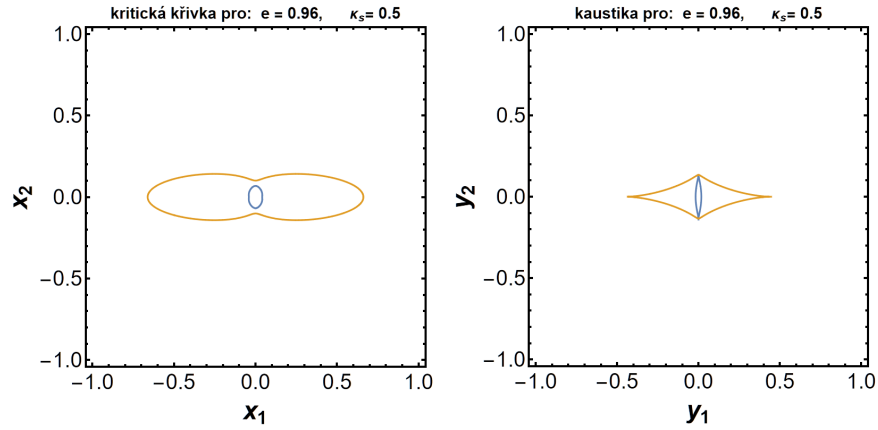 kritická křivka pro: e = 0.96, κs= 0.5
1.0
0.5
0.0
−0.5
−1.0
x2
−1.0 −0.5 0.0 0.5 1.0
x1
kaustika pro: e = 0.96, κs= 0.5
1.0
0.5
0.0
−0.5
−1.0
y2
−1.0 −0.5 0.0 0.5 1.0
y1